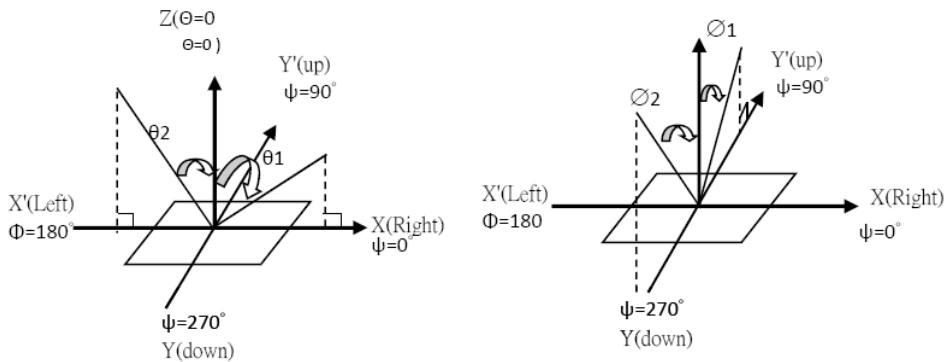 Z(Θ=0
Θ=0 )
Y'(up)
ψ=90°
θ2
θ1
X'(Left)
Φ=180°
X(Right)
ψ=0°
ψ=270°
Y(down)
∅1
Y'(up)
ψ=90°
∅2
X'(Left)
Φ=180
X(Right)
ψ=0°
ψ=270°
Y(down)